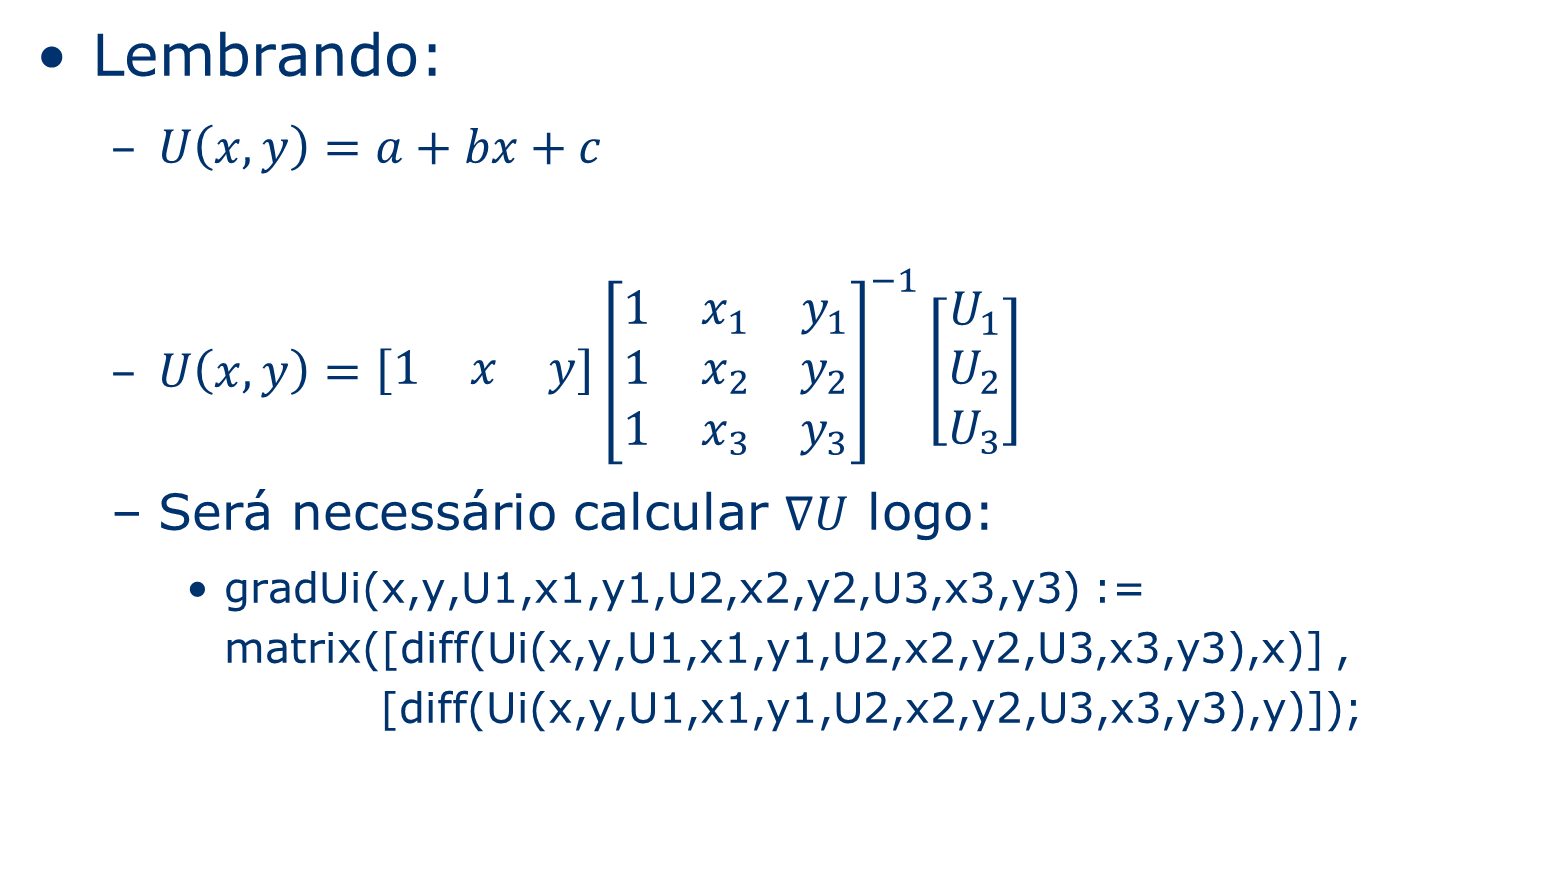 • Lembrando:
– U(x, y) = a + bx + c
– U(x, y) = [1 x y] [1 x₁ y₁; 1 x₂ y₂; 1 x₃ y₃]⁻¹ [U₁; U₂; U₃]
– Será necessário calcular ∇U logo:
• gradUi(x,y,U1,x1,y1,U2,x2,y2,U3,x3,y3) :=
matrix([diff(Ui(x,y,U1,x1,y1,U2,x2,y2,U3,x3,y3),x)] ,
[diff(Ui(x,y,U1,x1,y1,U2,x2,y2,U3,x3,y3),y)]);